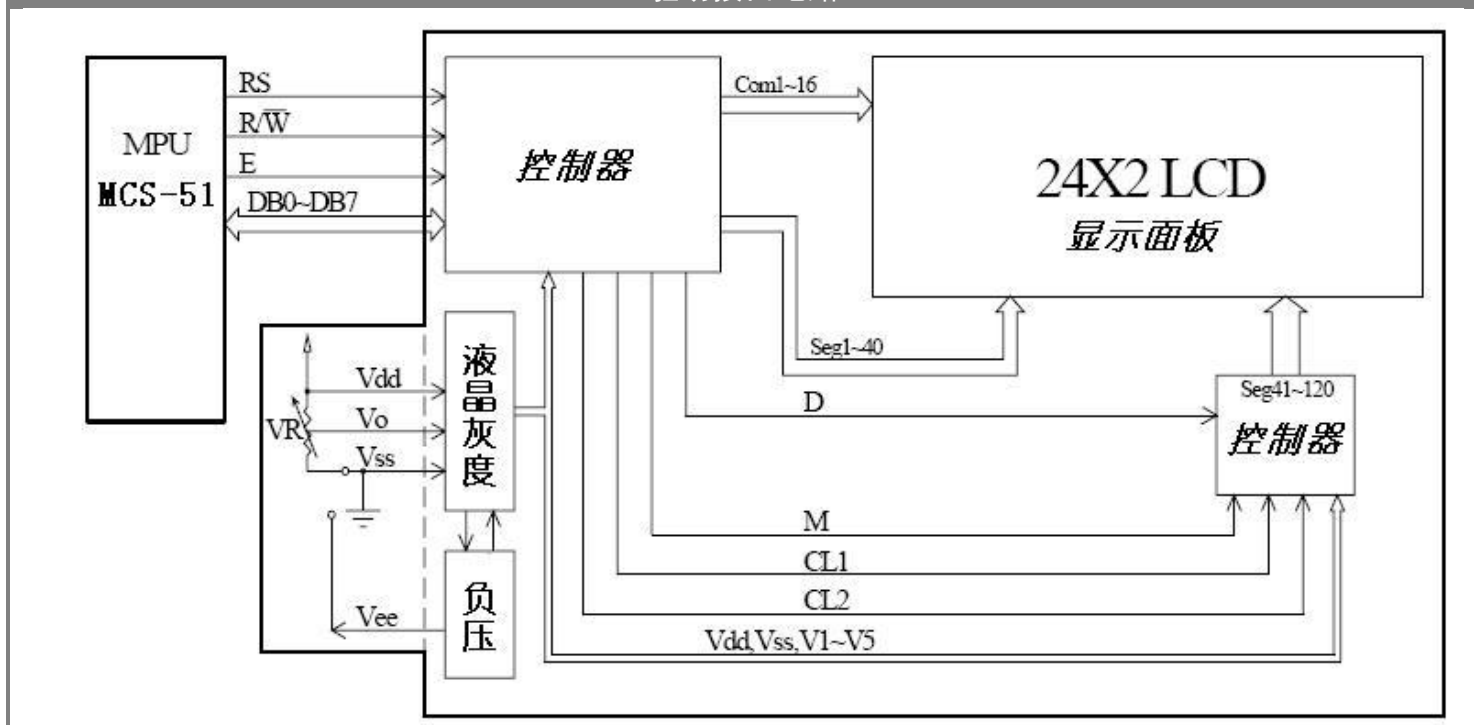 RS
R/W̅
E
DB0~DB7
MPU
MCS-51
控制器
Com1~16
24X2 LCD
显示面板
Seg1~40
液晶灰度
Vdd
VR
Vo
Vss
D
Seg41~120
控制器
M
CL1
CL2
负压
Vee
Vdd,Vss,V1~V5